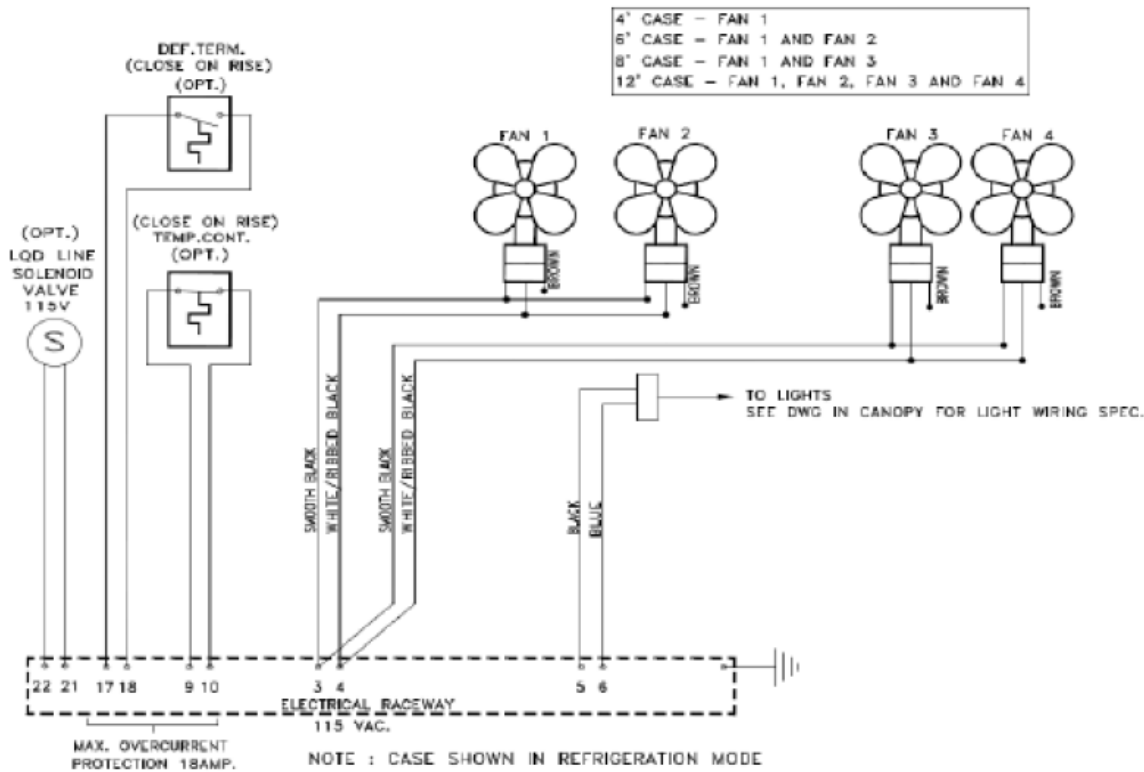 4' CASE - FAN 1
6' CASE - FAN 1 AND FAN 2
8' CASE - FAN 1 AND FAN 3
12' CASE - FAN 1, FAN 2, FAN 3 AND FAN 4
DEF.TERM.
(CLOSE ON RISE)
(OPT.)
FAN 1
FAN 2
FAN 3
FAN 4
(CLOSE ON RISE)
TEMP.CONT.
(OPT.)
(OPT.)
LQD LINE
SOLENOID
VALVE
115V
S
BROWN
BROWN
BROWN
BROWN
SMOOTH BLACK
WHITE/RIBBED BLACK
SMOOTH BLACK
WHITE/RIBBED BLACK
BLACK
BLUE
TO LIGHTS
SEE DWG IN CANOPY FOR LIGHT WIRING SPEC.
22 21 17 18 9 10 3 4 5 6
ELECTRICAL RACEWAY
115 VAC.
MAX. OVERCURRENT
PROTECTION 18AMP.
NOTE : CASE SHOWN IN REFRIGERATION MODE